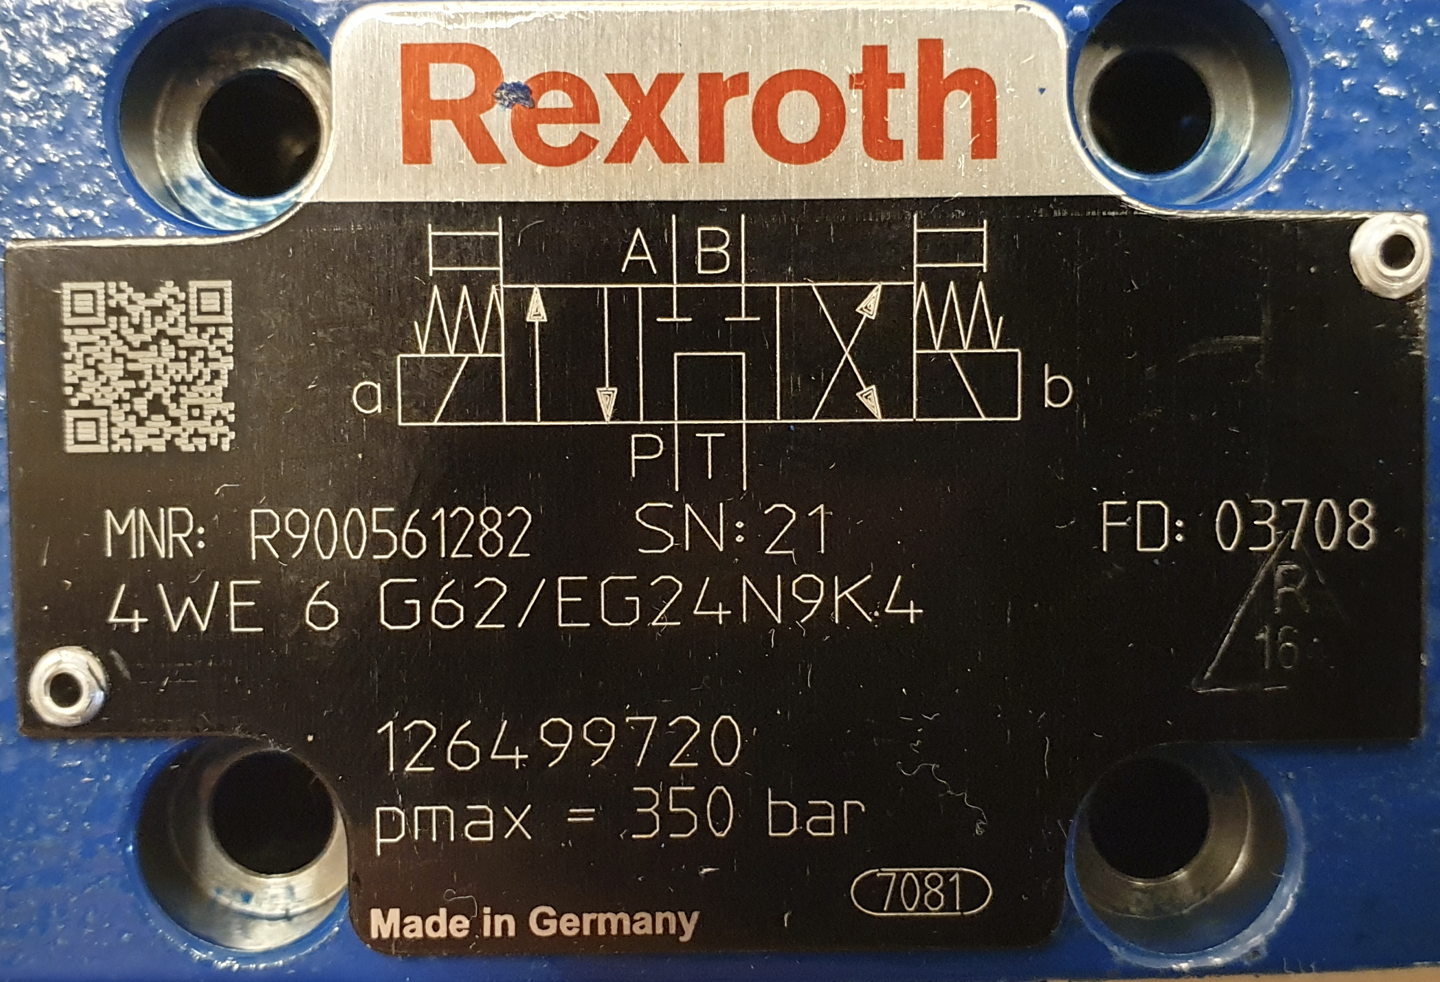 Rexroth
A B
a b
P T
MNR: R900561282 SN: 21 FD: 03708
4WE 6 G62/EG24N9K4
R
16
126499720
pmax = 350 bar
7081
Made in Germany